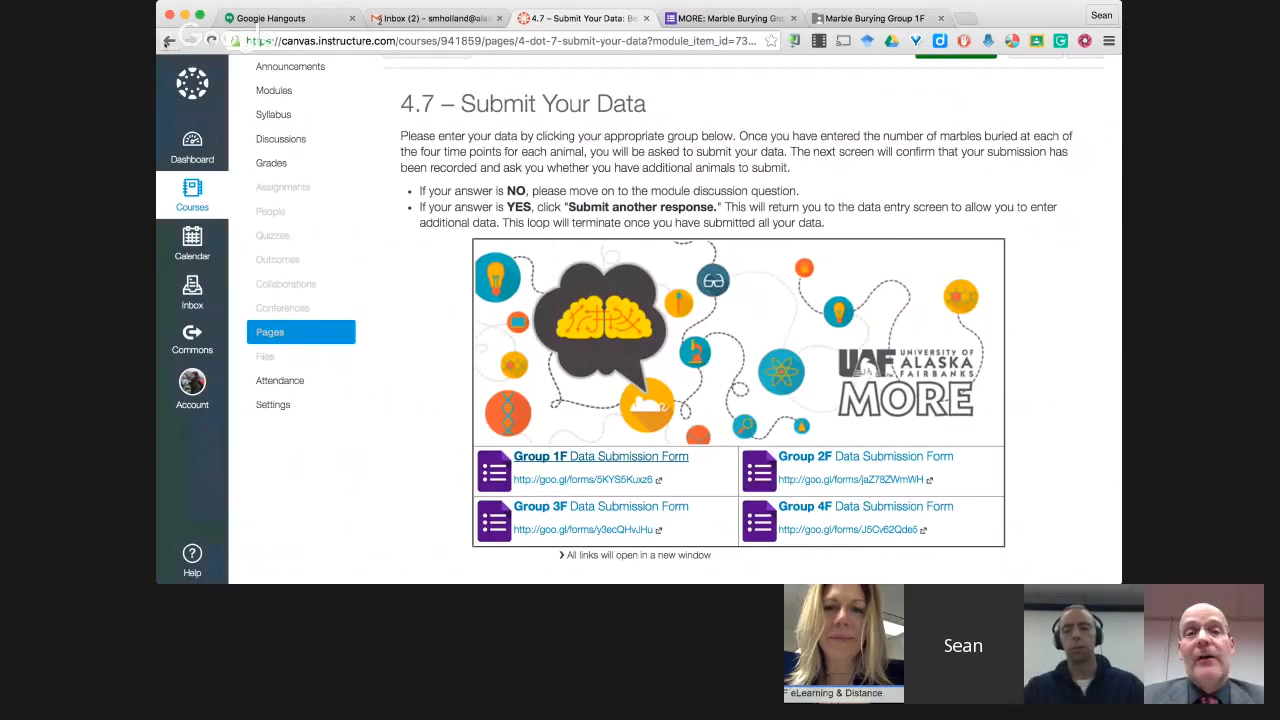 Google Hangouts
Inbox (2) - smholland@alas
4.7 – Submit Your Data: Be
MORE: Marble Burying Gro
Marble Burying Group 1F
Sean
https://canvas.instructure.com/courses/941859/pages/4-dot-7-submit-your-data?module_item_id=73...
Dashboard
Courses
Calendar
Inbox
Commons
Account
Help
Announcements
Modules
Syllabus
Discussions
Grades
Assignments
People
Quizzes
Outcomes
Collaborations
Conferences
Pages
Files
Attendance
Settings
4.7 – Submit Your Data
Please enter your data by clicking your appropriate group below. Once you have entered the number of marbles buried at each of
the four time points for each animal, you will be asked to submit your data. The next screen will confirm that your submission has
been recorded and ask you whether you have additional animals to submit.
If your answer is NO, please move on to the module discussion question.
If your answer is YES, click "Submit another response." This will return you to the data entry screen to allow you to enter
additional data. This loop will terminate once you have submitted all your data.
UAF UNIVERSITY OF
ALASKA
FAIRBANKS
MORE
Group 1F Data Submission Form
http://goo.gl/forms/5KYS5Kuxz6
Group 2F Data Submission Form
http://goo.gl/forms/jaZ78ZWmWH
Group 3F Data Submission Form
http://goo.gl/forms/y3ecQHvJHu
Group 4F Data Submission Form
http://goo.gl/forms/J5Cv62Qde5
All links will open in a new window
Sean
F eLearning & Distance